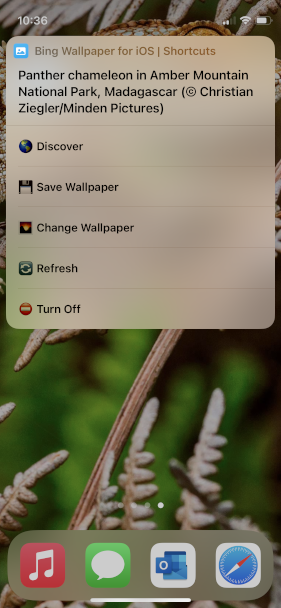 10:36
Bing Wallpaper for iOS | Shortcuts
Panther chameleon in Amber Mountain
National Park, Madagascar (© Christian
Ziegler/Minden Pictures)
Discover
Save Wallpaper
Change Wallpaper
Refresh
Turn Off